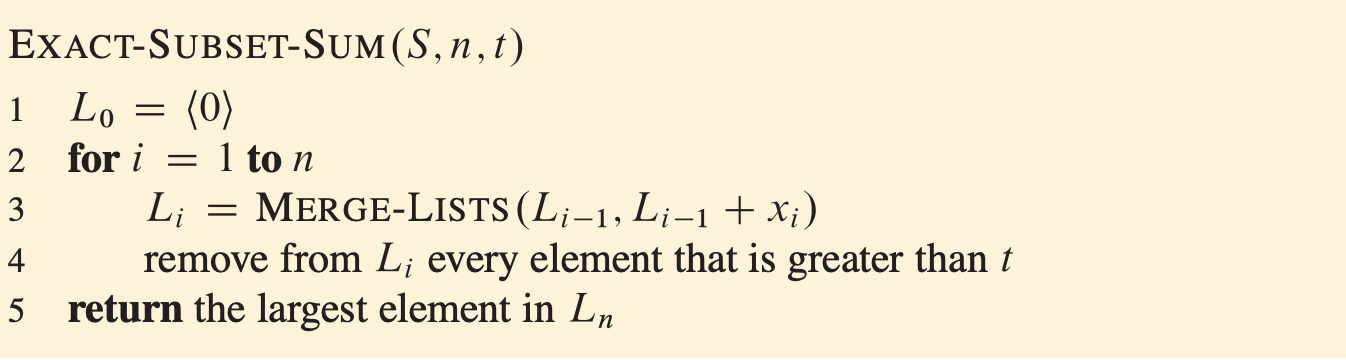 EXACT-SUBSET-SUM(S, n, t)
1 L₀ = ⟨0⟩
2 for i = 1 to n
3 Lᵢ = MERGE-LISTS(Lᵢ₋₁, Lᵢ₋₁ + xᵢ)
4 remove from Lᵢ every element that is greater than t
5 return the largest element in Lₙ